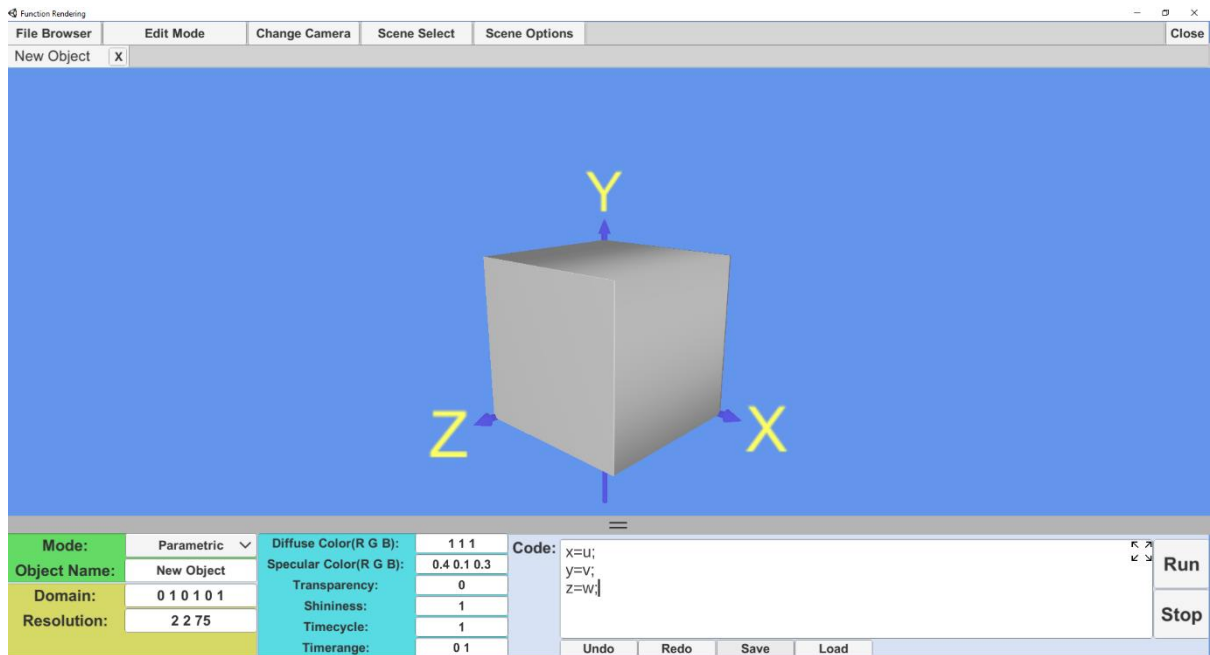 Function Rendering
File Browser Edit Mode Change Camera Scene Select Scene Options Close
New Object X
Y
Z X
Mode: Parametric
Object Name: New Object
Domain: 0 1 0 1 0 1
Resolution: 2 2 75
Diffuse Color(R G B): 1 1 1
Specular Color(R G B): 0.4 0.1 0.3
Transparency: 0
Shininess: 1
Timecycle: 1
Timerange: 0 1
Code:
x=u;
y=v;
z=w;
Run
Stop
Undo Redo Save Load